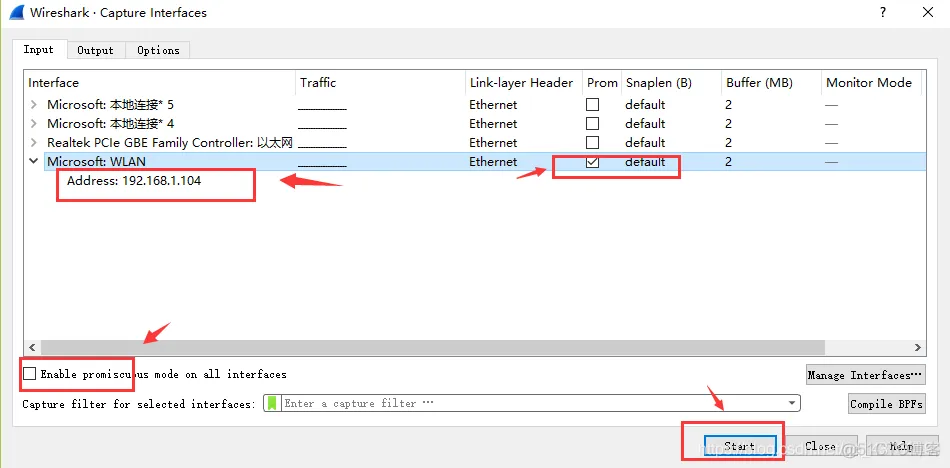 Wireshark · Capture Interfaces
? ×
Input Output Options
Interface Traffic Link-layer Header Prom Snaplen (B) Buffer (MB) Monitor Mode
Microsoft: 本地连接* 5 Ethernet default 2 —
Microsoft: 本地连接* 4 Ethernet default 2 —
Realtek PCIe GBE Family Controller: 以太网 Ethernet default 2 —
Microsoft: WLAN Ethernet default 2 —
Address: 192.168.1.104
Enable promiscuous mode on all interfaces
Manage Interfaces…
Capture filter for selected interfaces: Enter a capture filter …
Compile BPFs
Start Close Help
@51CTO博客